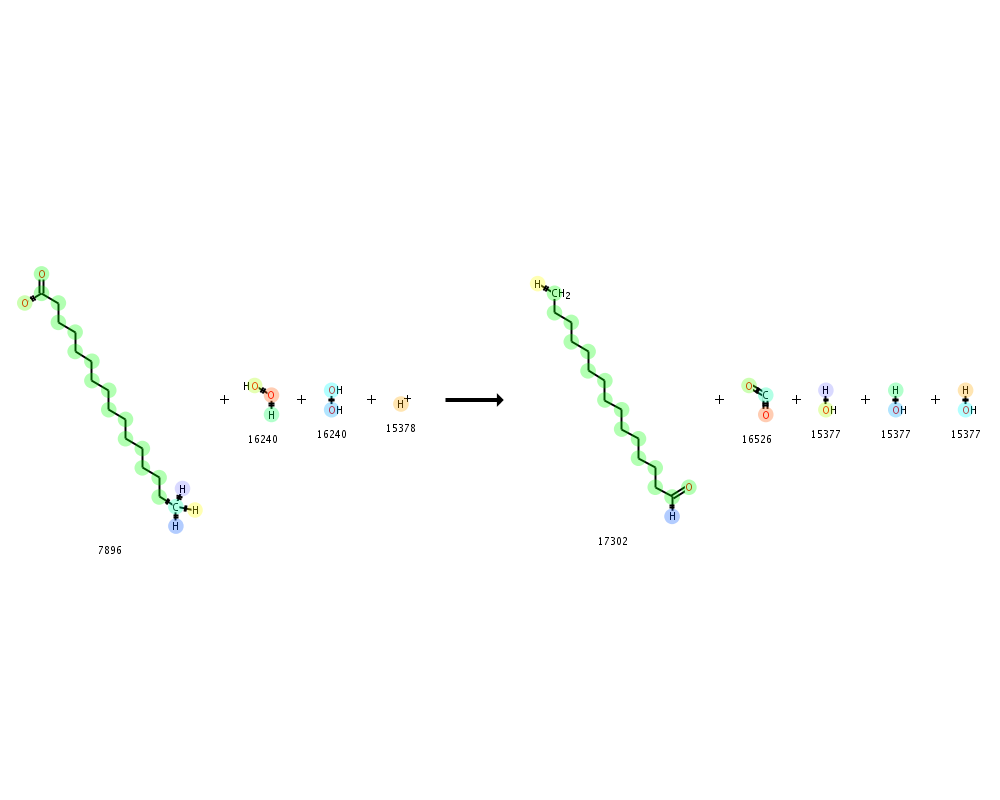 O
O
H
C
H
H
7896
+
HO
O
H
16240
+
OH
OH
16240
+
H+
15378
H
CH2
O
H
17302
+
O
C
O
16526
+
H
OH
15377
+
H
OH
15377
+
H
OH
15377